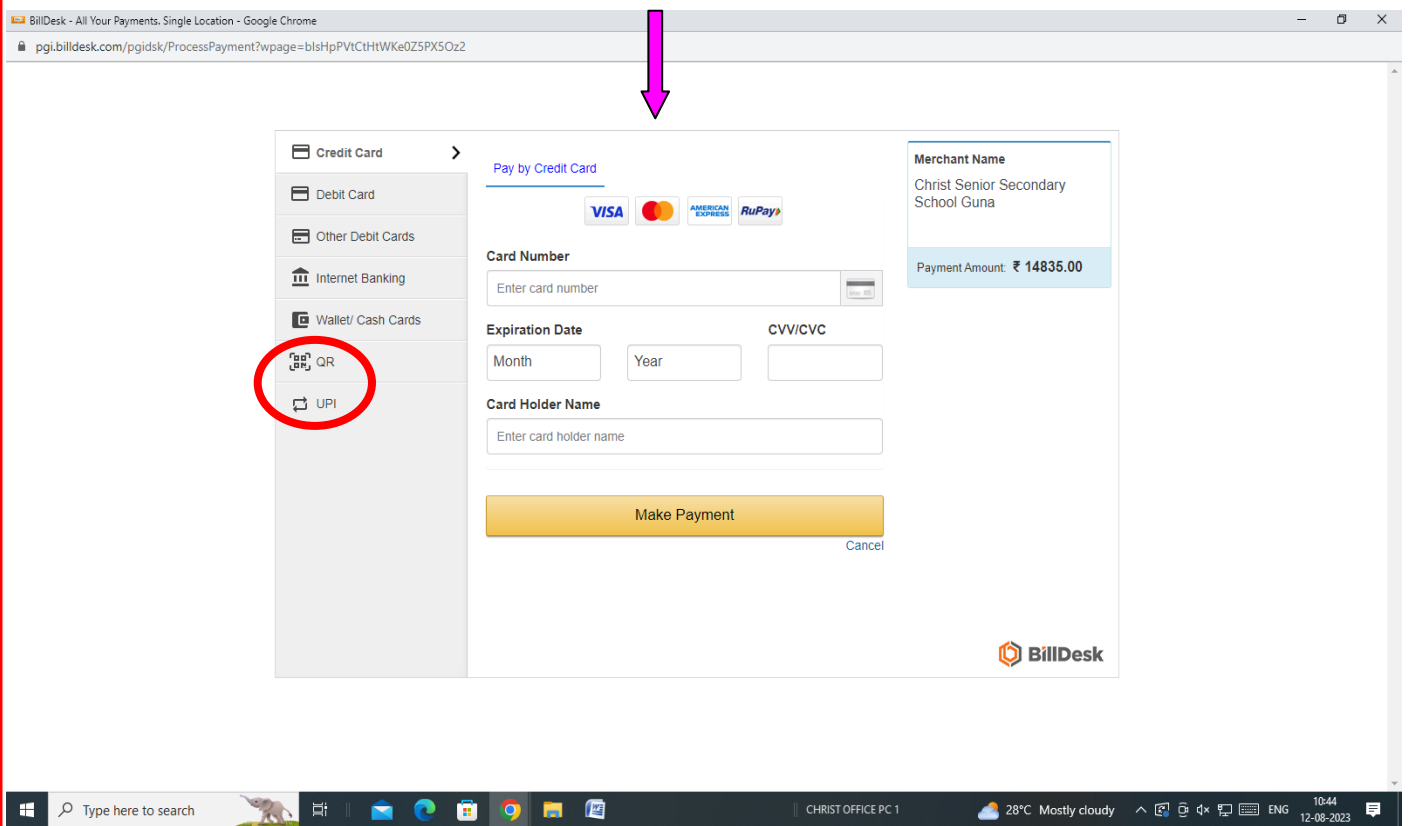 BillDesk - All Your Payments. Single Location - Google Chrome
pgi.billdesk.com/pgidsk/ProcessPayment?wpage=blsHpPVtCtHtWKe0Z5PX5Oz2
Credit Card
Debit Card
Other Debit Cards
Internet Banking
Wallet/ Cash Cards
QR
UPI
Pay by Credit Card
VISA
AMERICAN EXPRESS
RuPay
Card Number
Enter card number
Expiration Date
CVV/CVC
Month
Year
Card Holder Name
Enter card holder name
Make Payment
Cancel
Merchant Name
Christ Senior Secondary
School Guna
Payment Amount: ₹ 14835.00
BillDesk
Type here to search
CHRIST OFFICE PC 1
28°C Mostly cloudy
ENG
10:44
12-08-2023